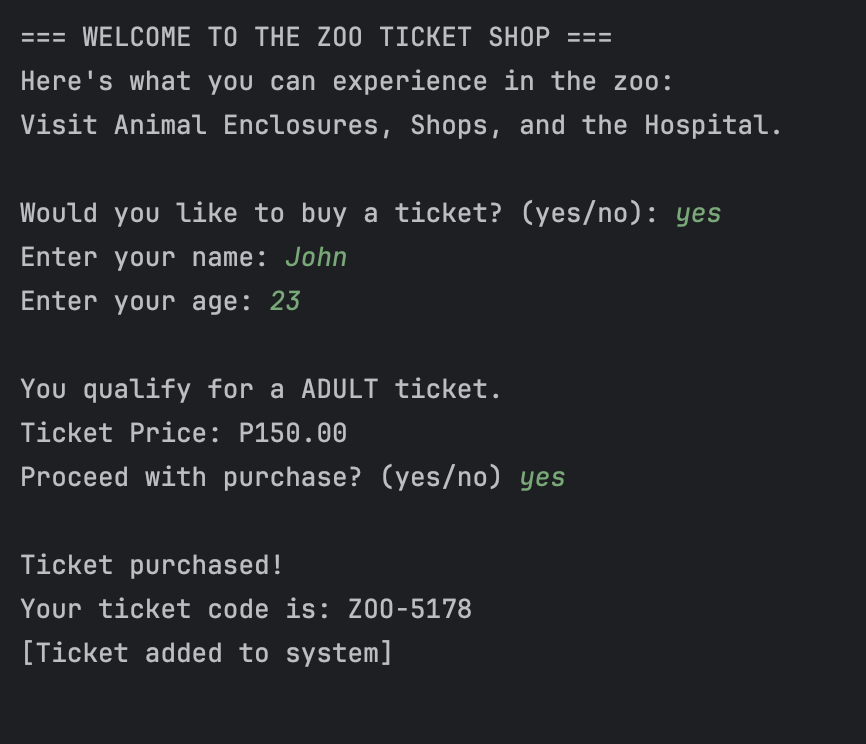 === WELCOME TO THE ZOO TICKET SHOP ===
Here's what you can experience in the zoo:
Visit Animal Enclosures, Shops, and the Hospital.
Would you like to buy a ticket? (yes/no): yes
Enter your name: John
Enter your age: 23
You qualify for a ADULT ticket.
Ticket Price: P150.00
Proceed with purchase? (yes/no) yes
Ticket purchased!
Your ticket code is: ZOO-5178
[Ticket added to system]